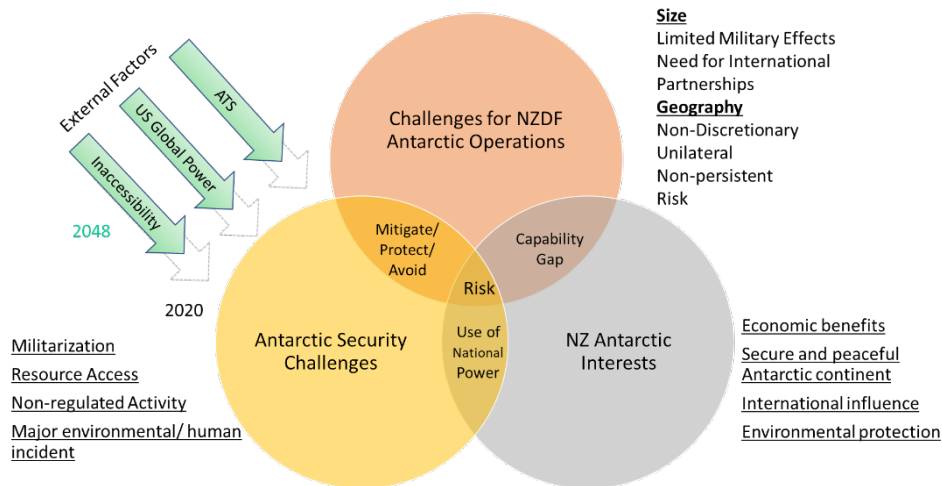 External Factors
ATS
US Global Power
Inaccessibility
2048
2020
Size
Limited Military Effects
Need for International
Partnerships
Geography
Non-Discretionary
Unilateral
Non-persistent
Risk
Challenges for NZDF
Antarctic Operations
Mitigate/
Protect/
Avoid
Capability
Gap
Risk
Antarctic Security
Challenges
Use of
National
Power
NZ Antarctic
Interests
Militarization
Resource Access
Non-regulated Activity
Major environmental/ human
incident
Economic benefits
Secure and peaceful
Antarctic continent
International influence
Environmental protection